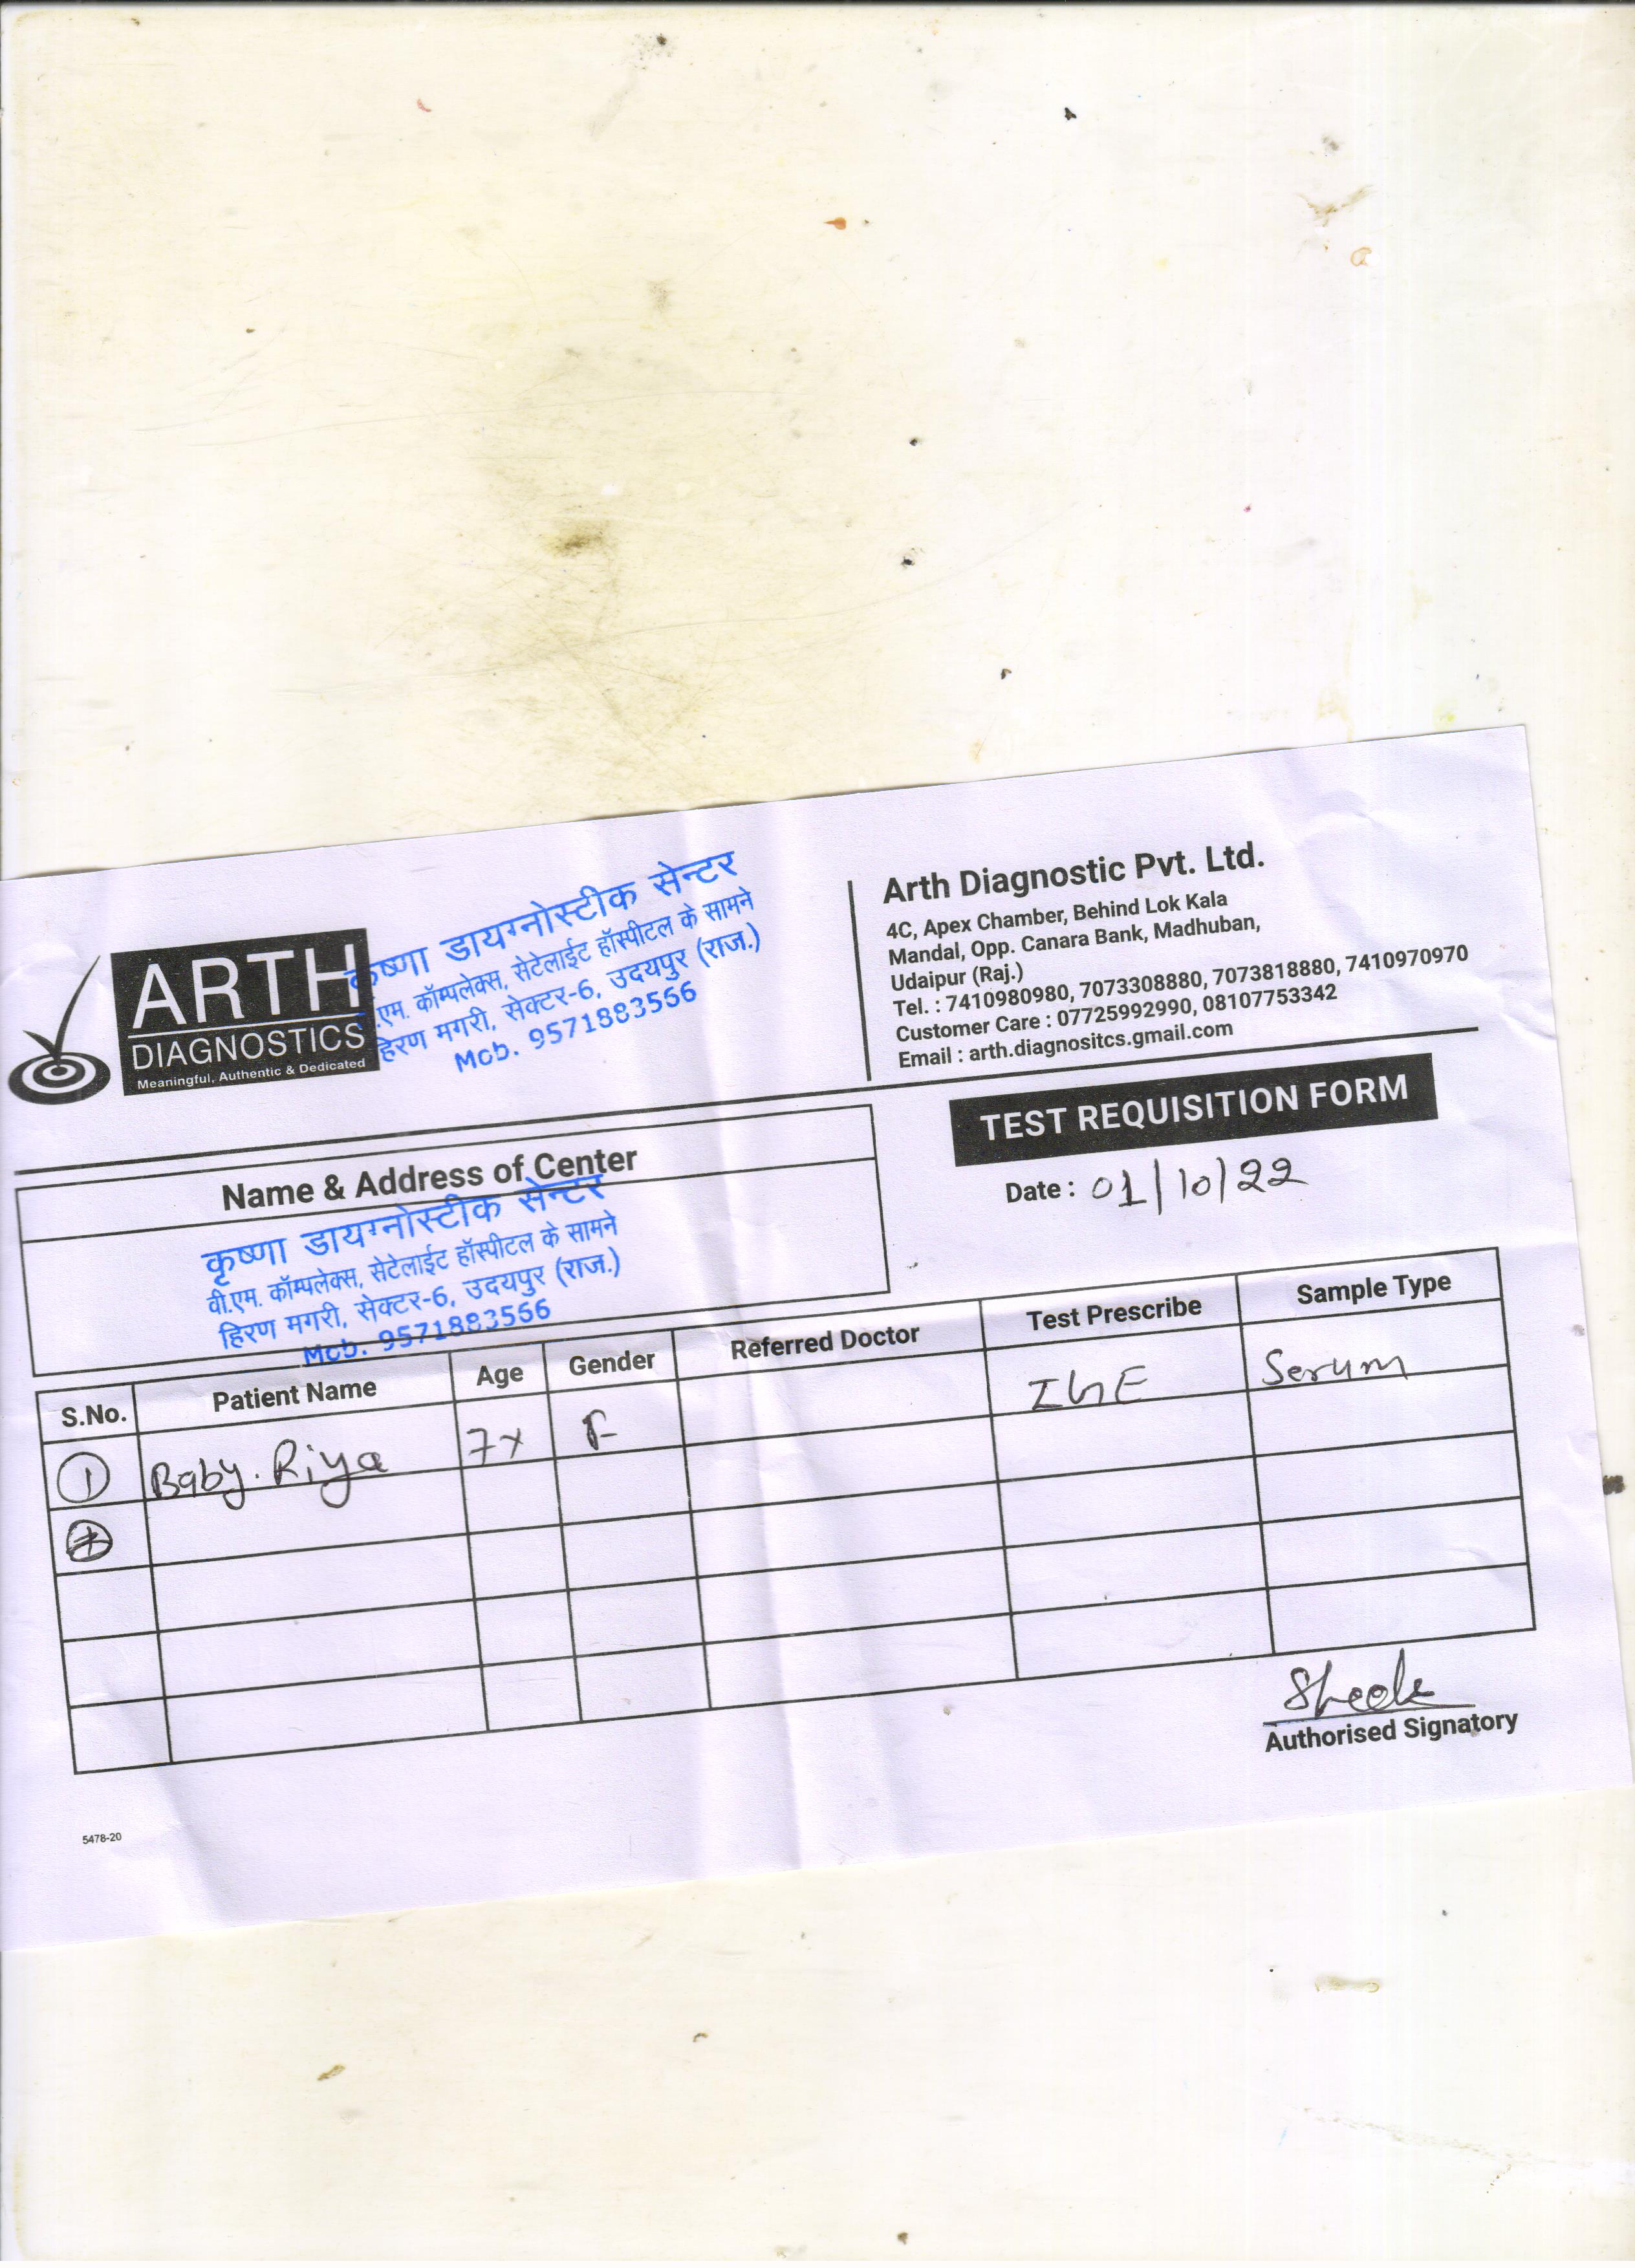 ARTH
DIAGNOSTICS
Meaningful, Authentic & Dedicated
कृष्णा डायग्नोस्टीक सेन्टर
.एम. कॉम्पलेक्स, सेटेलाईट हॉस्पीटल के सामने
हिरण मगरी, सेक्टर-6, उदयपुर (राज.)
Mob. 9571883556
Arth Diagnostic Pvt. Ltd.
4C, Apex Chamber, Behind Lok Kala
Mandal, Opp. Canara Bank, Madhuban,
Udaipur (Raj.)
Tel. : 7410980980, 7073308880, 7073818880, 7410970970
Customer Care : 07725992990, 08107753342
Email : arth.diagnositcs.gmail.com
TEST REQUISITION FORM
Date : 01/10/22
Name & Address of Center
कृष्णा डायग्नोस्टीक सेन्टर
वी.एम. कॉम्पलेक्स, सेटेलाईट हॉस्पीटल के सामने
हिरण मगरी, सेक्टर-6, उदयपुर (राज.)
Mob. 9571883556
S.No. Patient Name Age Gender Referred Doctor Test Prescribe Sample Type
1 Baby. Riya 7Y F IGE Serum
Authorised Signatory
5478-20